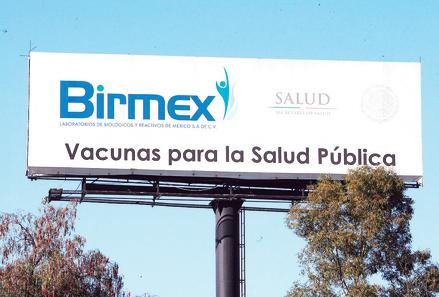 Birmex
LABORATORIOS DE BIOLÓGICOS Y REACTIVOS DE MÉXICO S.A DE C.V.
SALUD
SECRETARÍA DE SALUD
Vacunas para la Salud Pública